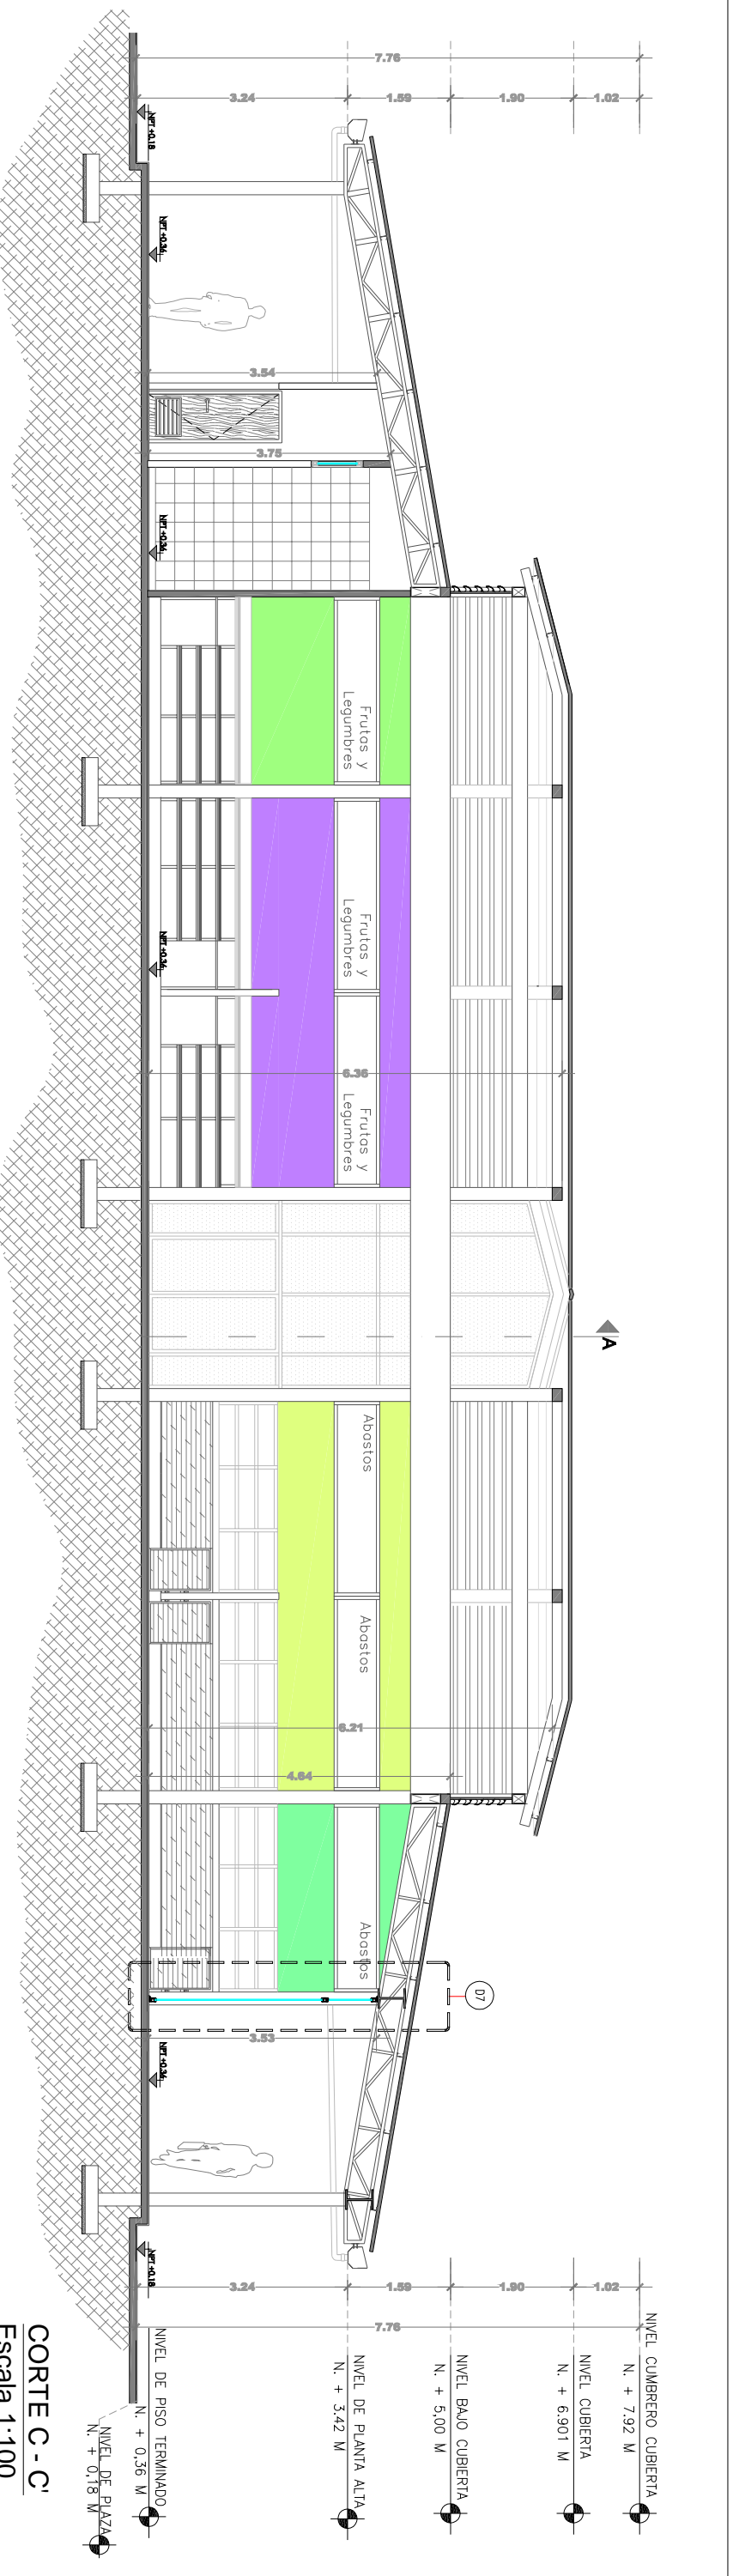 7.76
3.24
1.59
1.90
1.02
NPT +0.18
NPT +0.36
3.54
3.75
NPT +0.36
Frutas y
Legumbres
Frutas y
Legumbres
NPT +0.36
6.36
Frutas y
Legumbres
A
Abastos
Abastos
6.21
4.64
Abastos
D7
3.53
NPT +0.36
NPT +0.18
3.24
1.59
1.90
1.02
7.76
NIVEL CUMBRERO CUBIERTA
N. + 7.92 M
NIVEL CUBIERTA
N. + 6.901 M
NIVEL BAJO CUBIERTA
N. + 5,00 M
NIVEL DE PLANTA ALTA
N. + 3.42 M
NIVEL DE PISO TERMINADO
N. + 0,36 M
NIVEL DE PLAZA
N. + 0,18 M
CORTE C - C'
Escala 1:100